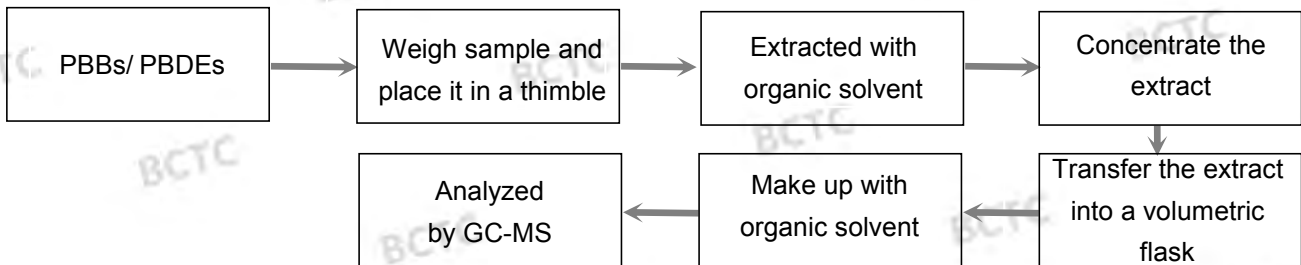 PBBs/ PBDEs
Weigh sample and
place it in a thimble
Extracted with
organic solvent
Concentrate the
extract
Transfer the extract
into a volumetric
flask
Make up with
organic solvent
Analyzed
by GC-MS
BCTC
BCTC
BCTC
BCTC
BCTC
BCTC